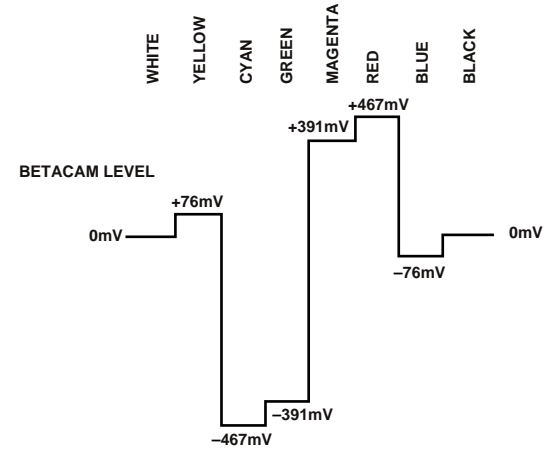 WHITE
YELLOW
CYAN
GREEN
MAGENTA
RED
BLUE
BLACK
+467mV
+391mV
BETACAM LEVEL
+76mV
0mV
0mV
–76mV
–391mV
–467mV